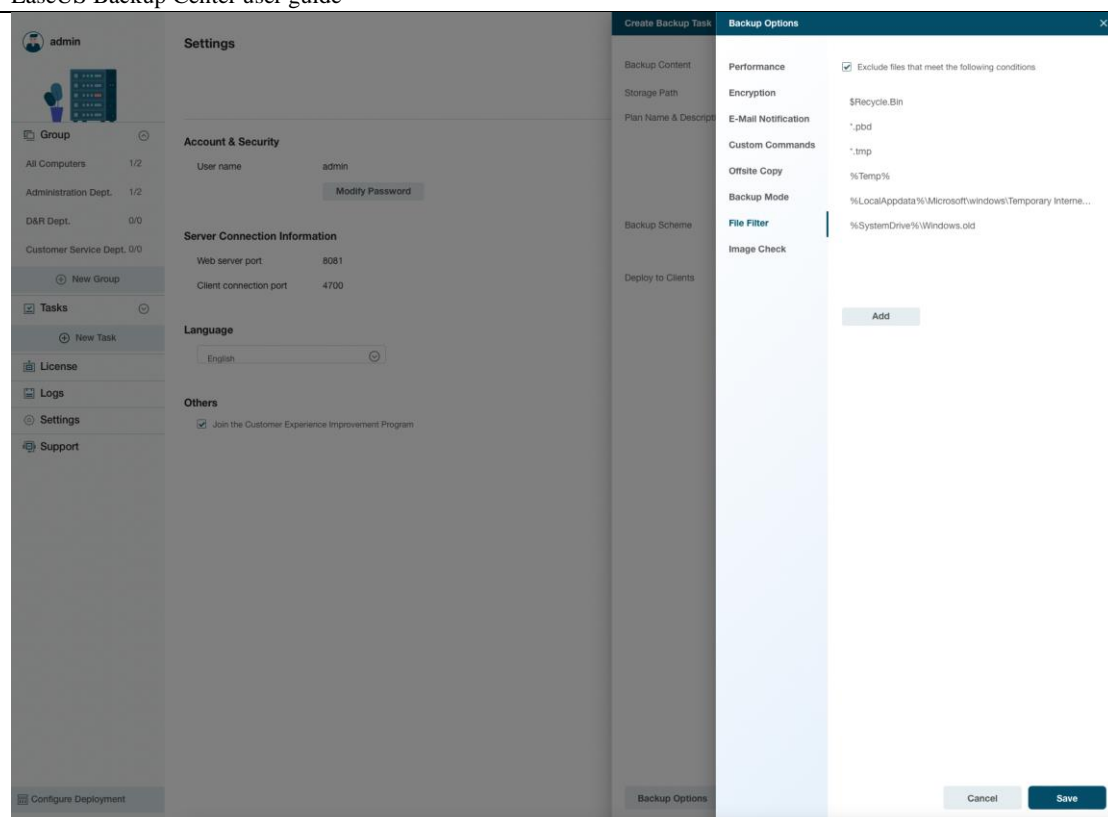 EaseUS Backup Center user guide
admin
Group
All Computers 1/2
Administration Dept. 1/2
D&R Dept. 0/0
Customer Service Dept. 0/0
New Group
Tasks
New Task
License
Logs
Settings
Support
Configure Deployment
Settings
Account & Security
User name admin
Modify Password
Server Connection Information
Web server port 8081
Client connection port 4700
Language
English
Others
Join the Customer Experience Improvement Program
Create Backup Task
Backup Content
Storage Path
Plan Name & Descripti
Backup Scheme
Deploy to Clients
Backup Options
Backup Options
Performance
Encryption
E-Mail Notification
Custom Commands
Offsite Copy
Backup Mode
File Filter
Image Check
Exclude files that meet the following conditions
$Recycle.Bin
*.pbd
*.tmp
%Temp%
%LocalAppdata%\Microsoft\windows\Temporary Interne...
%SystemDrive%\Windows.old
Add
Cancel
Save